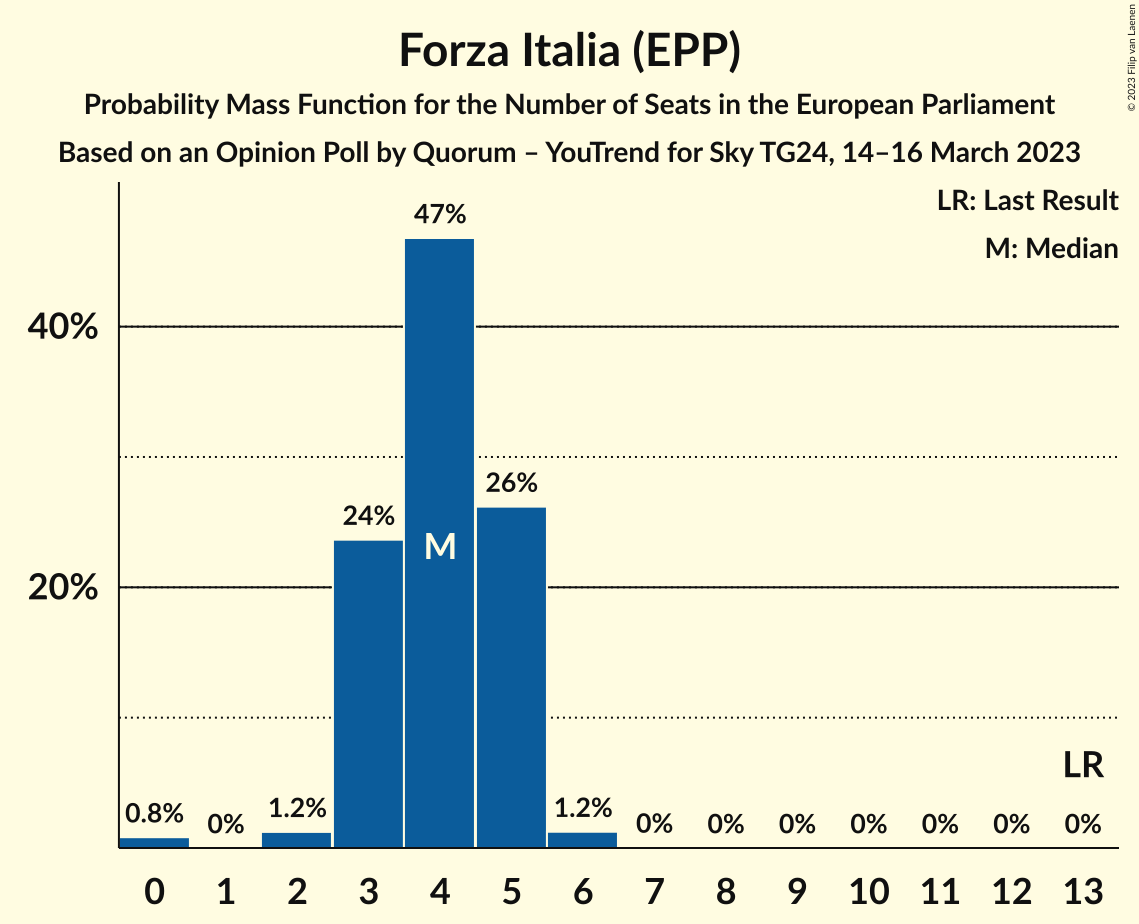 Forza Italia (EPP)
Probability Mass Function for the Number of Seats in the European Parliament
Based on an Opinion Poll by Quorum – YouTrend for Sky TG24, 14–16 March 2023
© 2023 Filip van Laenen
LR: Last Result
M: Median
40%
20%
0.8%
0%
1.2%
24%
47%
M
26%
1.2%
0%
0%
0%
0%
0%
0%
0%
LR
0 1 2 3 4 5 6 7 8 9 10 11 12 13